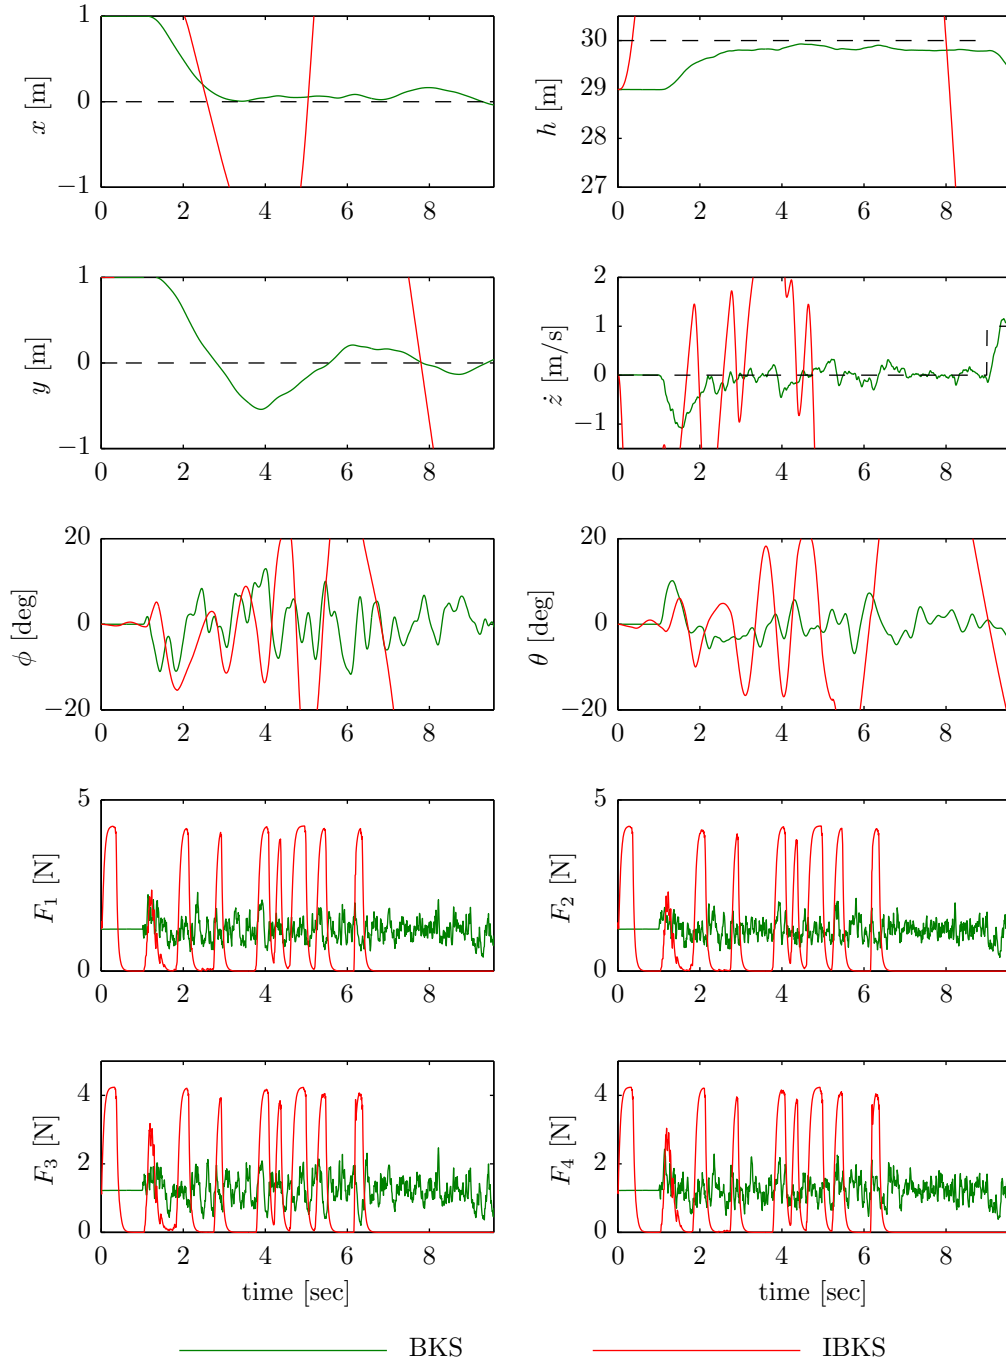 1
0
−1
x [m]
0 2 4 6 8
30
29
28
27
h [m]
0 2 4 6 8
1
0
−1
y [m]
0 2 4 6 8
2
1
0
−1
ż [m/s]
0 2 4 6 8
20
0
−20
ϕ [deg]
0 2 4 6 8
20
0
−20
θ [deg]
0 2 4 6 8
5
0
F₁ [N]
0 2 4 6 8
5
0
F₂ [N]
0 2 4 6 8
4
2
0
F₃ [N]
0 2 4 6 8
time [sec]
4
2
0
F₄ [N]
0 2 4 6 8
time [sec]
BKS IBKS